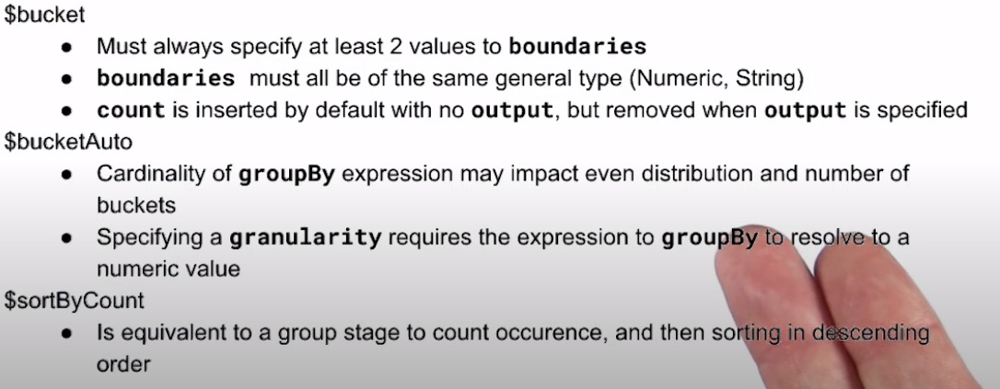 $bucket
● Must always specify at least 2 values to boundaries
● boundaries must all be of the same general type (Numeric, String)
● count is inserted by default with no output, but removed when output is specified
$bucketAuto
● Cardinality of groupBy expression may impact even distribution and number of
buckets
● Specifying a granularity requires the expression to groupBy to resolve to a
numeric value
$sortByCount
● Is equivalent to a group stage to count occurence, and then sorting in descending
order